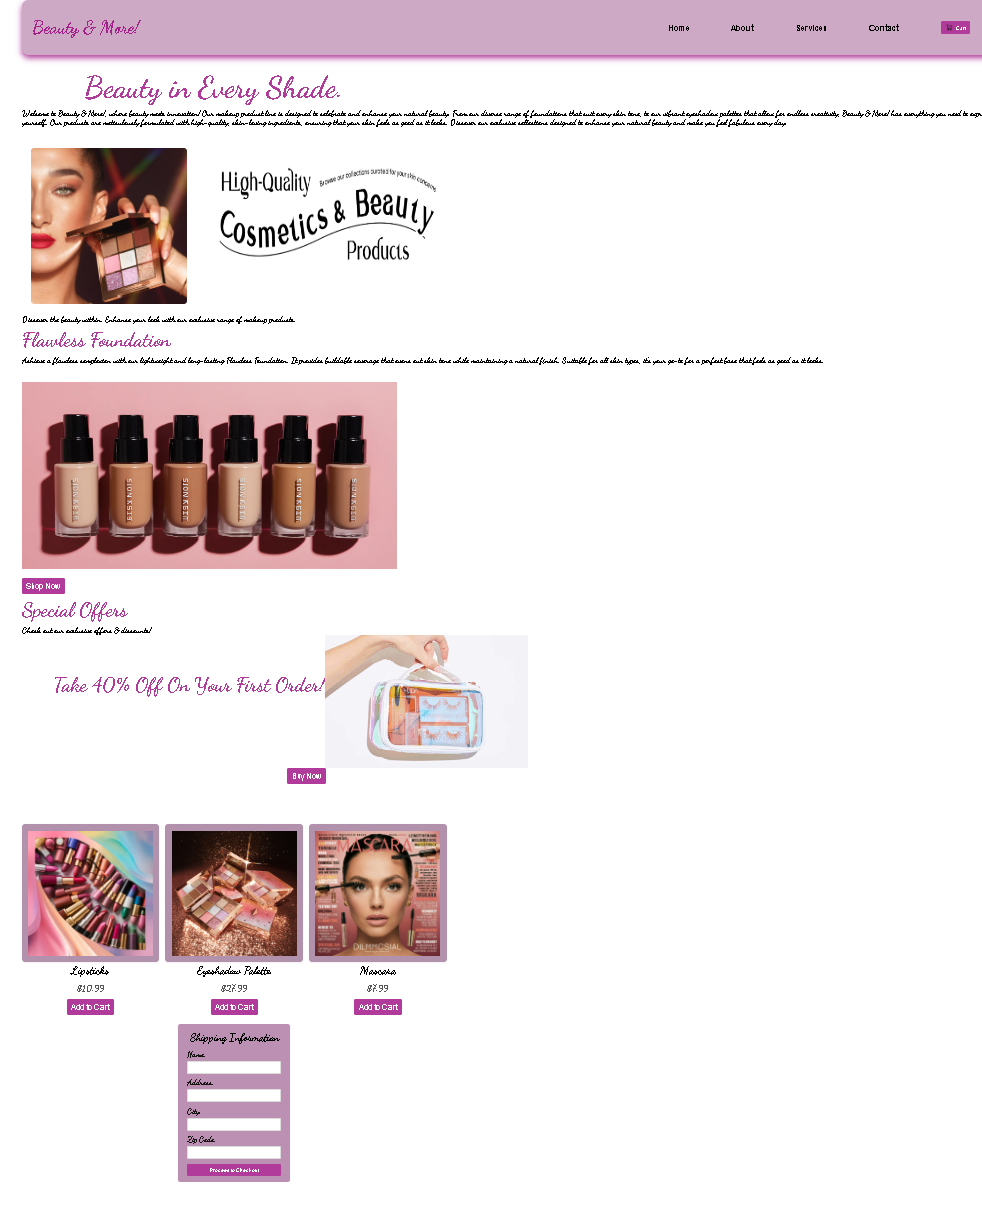 Beauty & More!
Home About Services Contact Cart
Beauty in Every Shade.
Welcome to Beauty & More!, where beauty meets innovation! Our makeup product line is designed to celebrate and enhance your natural beauty. From our diverse range of foundations that suit every skin tone, to our vibrant eyeshadow palettes that allow for endless creativity, Beauty & More! has everything you need to
yourself. Our products are meticulously formulated with high-quality, skin-loving ingredients, ensuring that your skin feels as good as it looks. Discover our exclusive collections designed to enhance your natural beauty and make you feel fabulous every day.
High-Quality
Browse our collections curated for your skin concerns
Cosmetics & Beauty
Products
Discover the beauty within. Enhance your look with our exclusive range of makeup products.
Flawless Foundation
Achieve a flawless complexion with our lightweight and long-lasting Flawless Foundation. It provides buildable coverage that evens out skin tone while maintaining a natural finish. Suitable for all skin types, its your go-to for a perfect base that feels as good as it looks.
Shop Now
Special Offers
Check out our exclusive offers & discounts!
Take 40% Off On Your First Order!
Buy Now
MASCARA
Lipsticks Eyeshadow Palette Mascara
$10.99 $27.99 $7.99
Add to Cart Add to Cart Add to Cart
Shipping Information
Name
Address
City
Zip Code
Proceed to Checkout